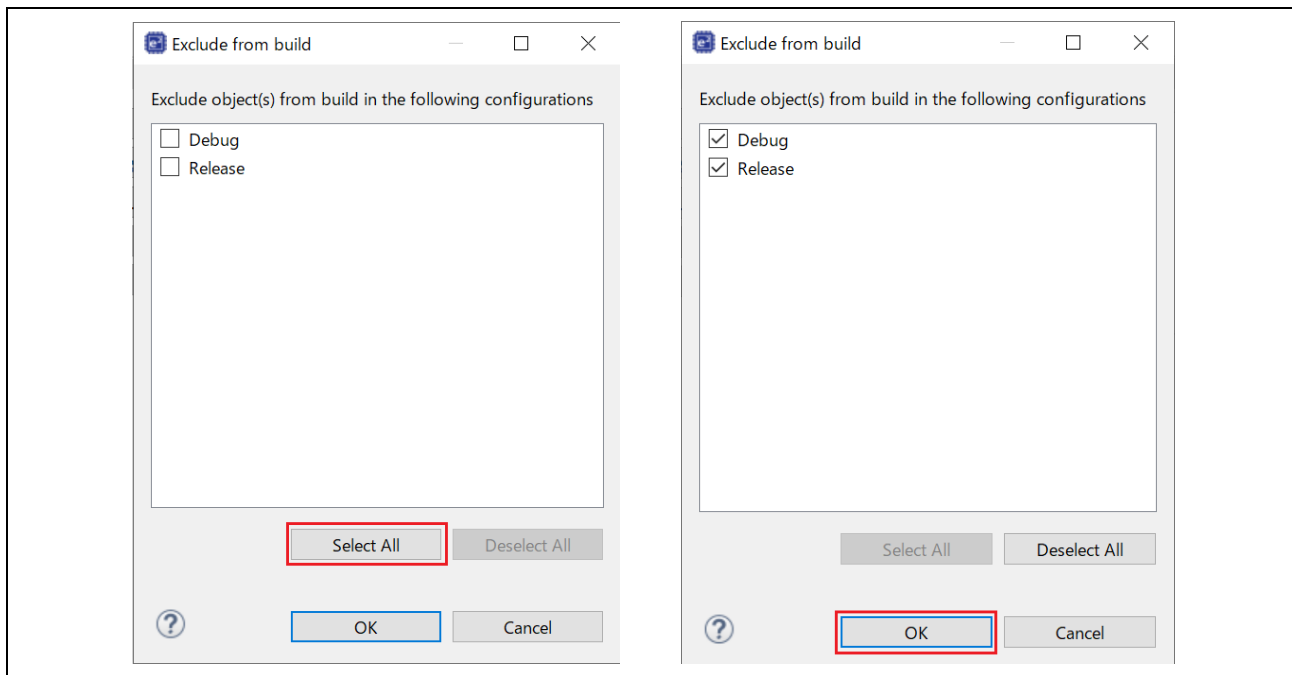 Exclude from build
Exclude object(s) from build in the following configurations
Debug
Release
Select All
Deselect All
?
OK
Cancel
Exclude from build
Exclude object(s) from build in the following configurations
Debug
Release
Select All
Deselect All
?
OK
Cancel